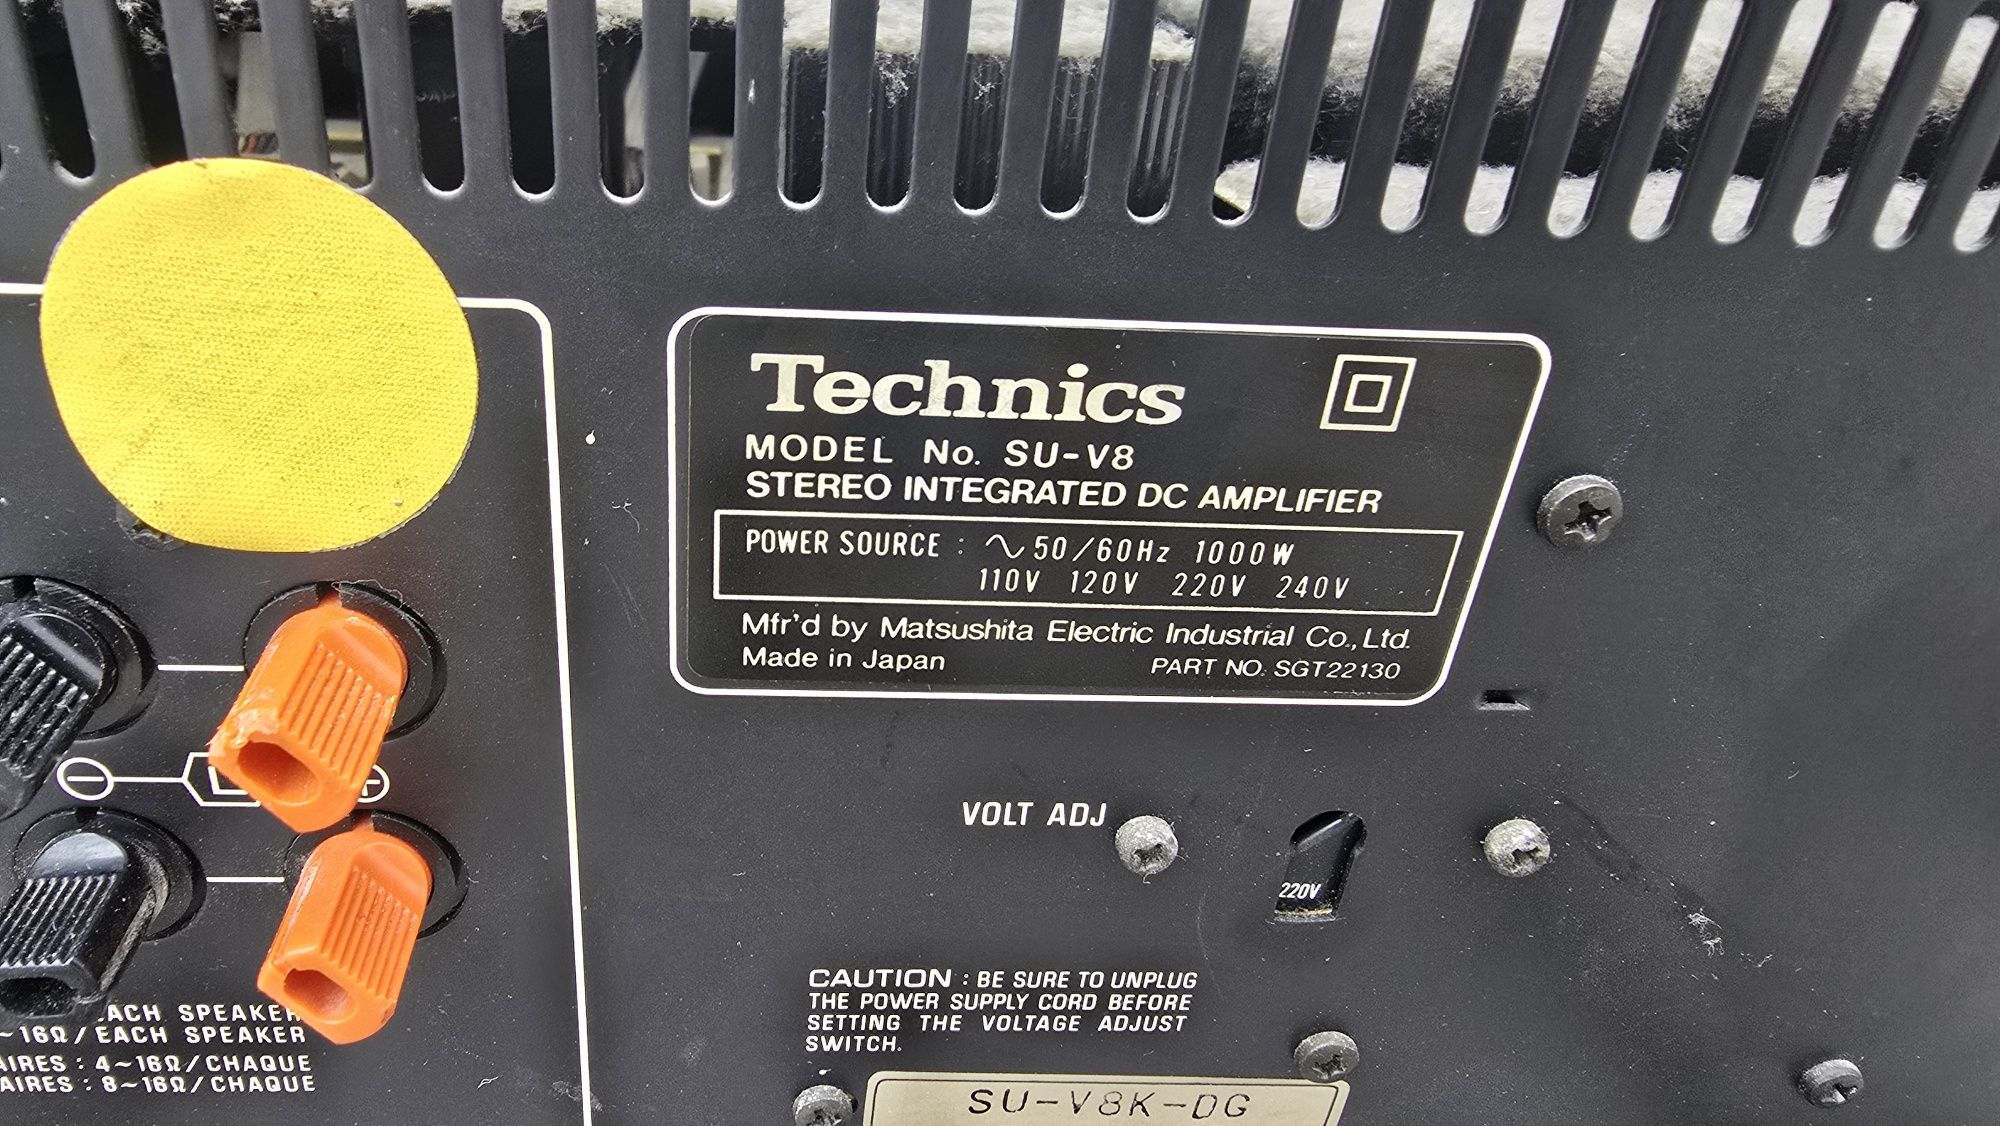 Technics
MODEL No. SU-V8
STEREO INTEGRATED DC AMPLIFIER
POWER SOURCE : ∿50/60Hz 1000W
110V 120V 220V 240V
Mfr'd by Matsushita Electric Industrial Co., Ltd.
Made in Japan PART NO. SGT22130
VOLT ADJ
220V
CAUTION : BE SURE TO UNPLUG
THE POWER SUPPLY CORD BEFORE
SETTING THE VOLTAGE ADJUST
SWITCH.
SU-V8K-DG
⊖ L +
EACH SPEAKER
~16Ω/EACH SPEAKER
AIRES : 4~16Ω/CHAQUE
AIRES : 8~16Ω/CHAQUE